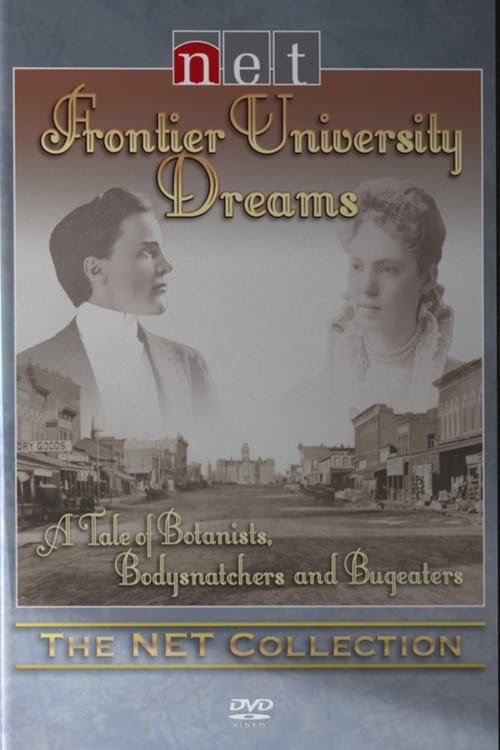 net
Frontier University
Dreams
DRY GOODS
A Tale of Botanists,
Bodysnatchers and Bugeaters
THE NET COLLECTION
DVD
VIDEO